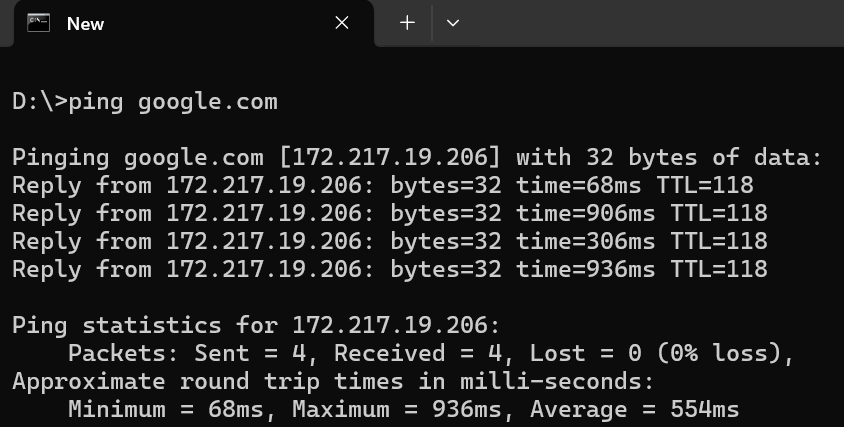 New
D:\>ping google.com
Pinging google.com [172.217.19.206] with 32 bytes of data:
Reply from 172.217.19.206: bytes=32 time=68ms TTL=118
Reply from 172.217.19.206: bytes=32 time=906ms TTL=118
Reply from 172.217.19.206: bytes=32 time=306ms TTL=118
Reply from 172.217.19.206: bytes=32 time=936ms TTL=118
Ping statistics for 172.217.19.206:
Packets: Sent = 4, Received = 4, Lost = 0 (0% loss),
Approximate round trip times in milli-seconds:
Minimum = 68ms, Maximum = 936ms, Average = 554ms